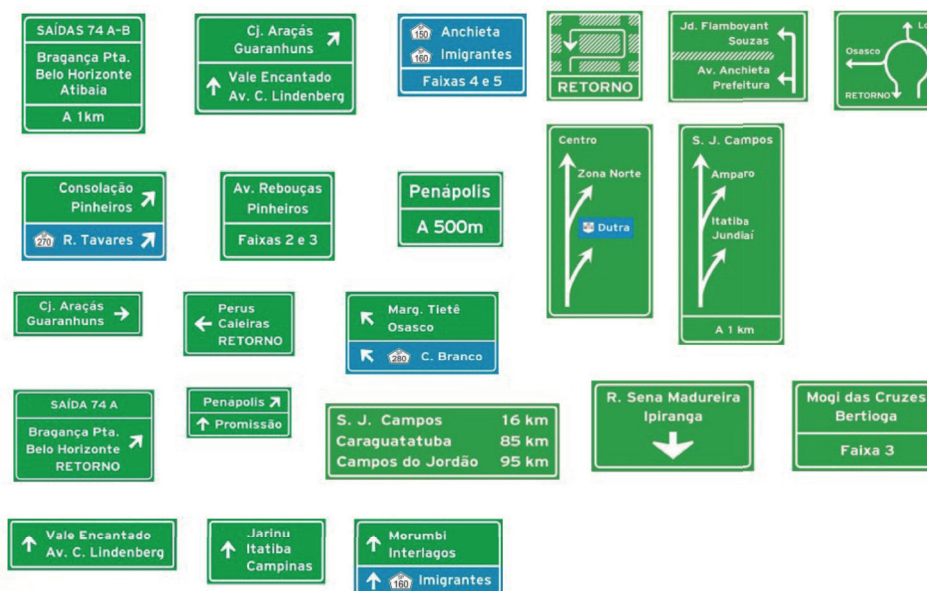 SAÍDAS 74 A-B
Bragança Pta.
Belo Horizonte
Atibaia
A 1km
Cj. Araçás
Guaranhuns
Vale Encantado
Av. C. Lindenberg
150 Anchieta
160 Imigrantes
Faixas 4 e 5
RETORNO
Jd. Flamboyant
Souzas
Av. Anchieta
Prefeitura
Osasco
RETORNO
Consolação
Pinheiros
270 R. Tavares
Av. Rebouças
Pinheiros
Faixas 2 e 3
Penápolis
A 500m
Centro
Zona Norte
Dutra
S. J. Campos
Amparo
Itatiba
Jundiaí
A 1 km
Cj. Araçás
Guaranhuns
Perus
Caieiras
RETORNO
Marg. Tietê
Osasco
280 C. Branco
SAÍDA 74 A
Bragança Pta.
Belo Horizonte
RETORNO
Penápolis
Promissão
S. J. Campos 16 km
Caraguatatuba 85 km
Campos do Jordão 95 km
R. Sena Madureira
Ipiranga
Mogi das Cruzes
Bertioga
Faixa 3
Vale Encantado
Av. C. Lindenberg
Jarinu
Itatiba
Campinas
Morumbi
Interlagos
160 Imigrantes